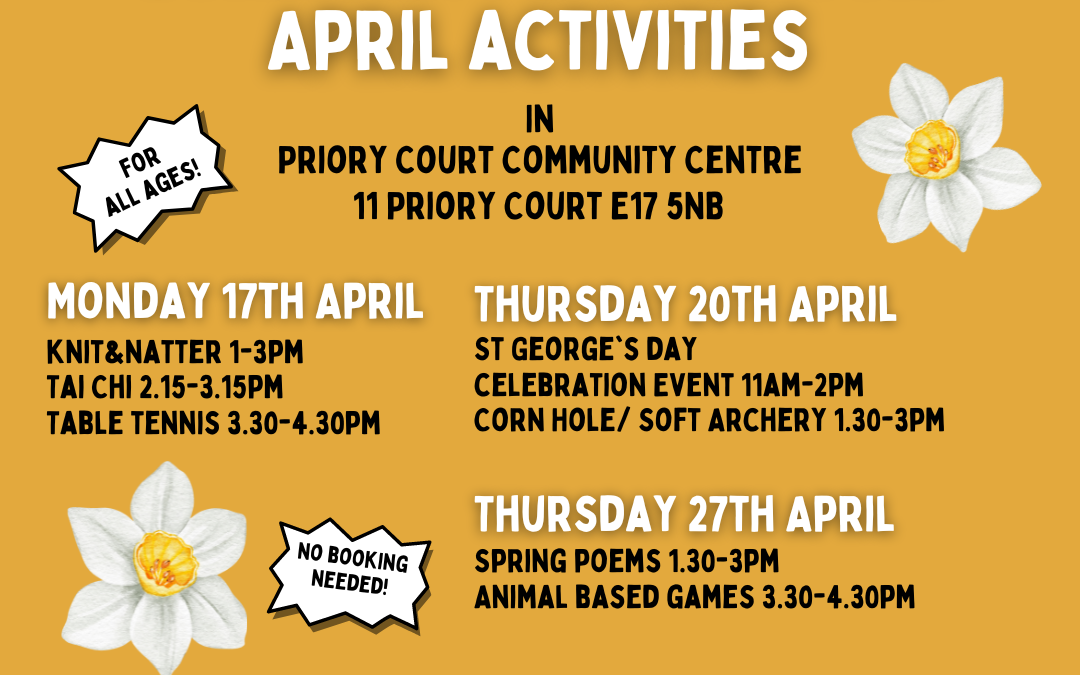 APRIL ACTIVITIES
IN
PRIORY COURT COMMUNITY CENTRE
11 PRIORY COURT E17 5NB
FOR
ALL AGES!
MONDAY 17TH APRIL
KNIT&NATTER 1-3PM
TAI CHI 2.15-3.15PM
TABLE TENNIS 3.30-4.30PM
THURSDAY 20TH APRIL
ST GEORGE`S DAY
CELEBRATION EVENT 11AM-2PM
CORN HOLE/ SOFT ARCHERY 1.30-3PM
NO BOOKING
NEEDED!
THURSDAY 27TH APRIL
SPRING POEMS 1.30-3PM
ANIMAL BASED GAMES 3.30-4.30PM